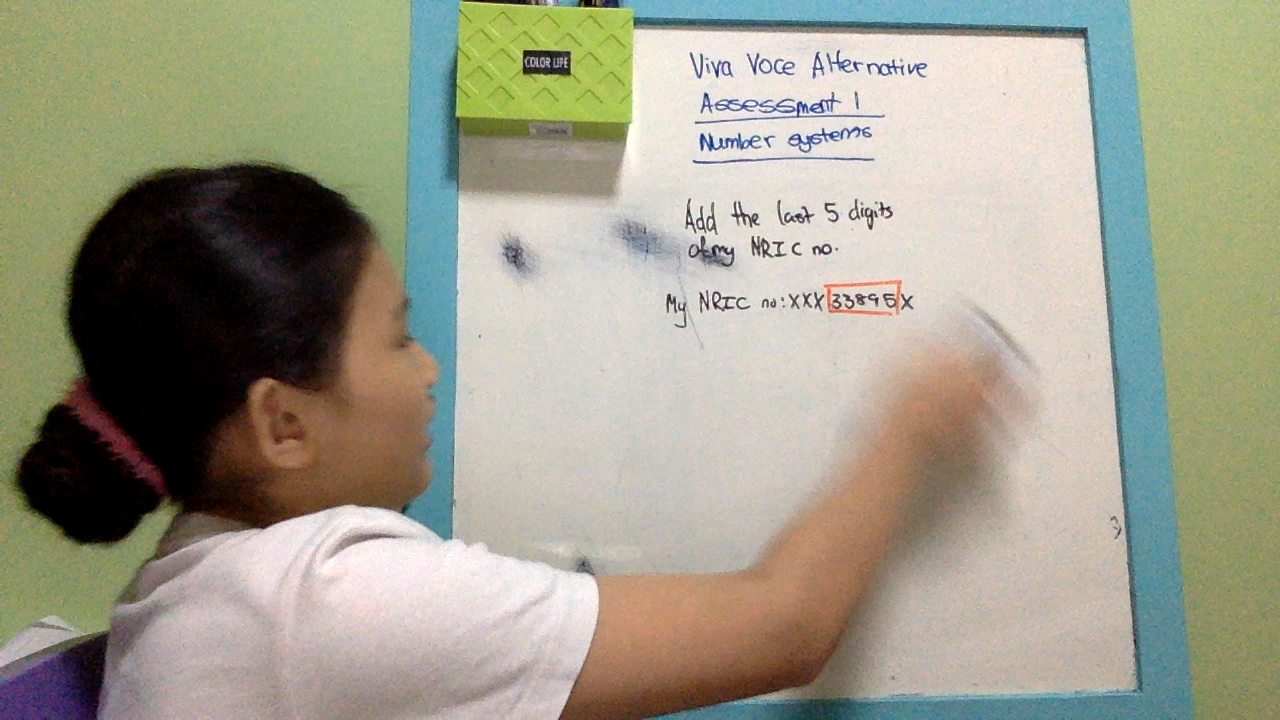 COLOR LIFE
Viva Voce Alternative
Assessment 1
Number systems
Add the last 5 digits
of my NRIC no.
My NRIC no: XXX 33895 X